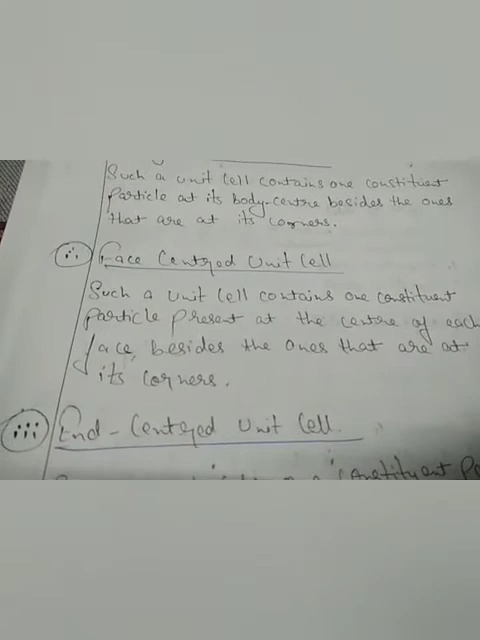 Such a unit cell contains one constituent
Particle at its body-centre besides the ones
that are at its corners.
(ii) Face Centred Unit Cell
Such a unit cell contains one constituent
particle present at the centre of each
face, besides the ones that are at
its corners.
(iii) End-Centred Unit Cell.
constituent